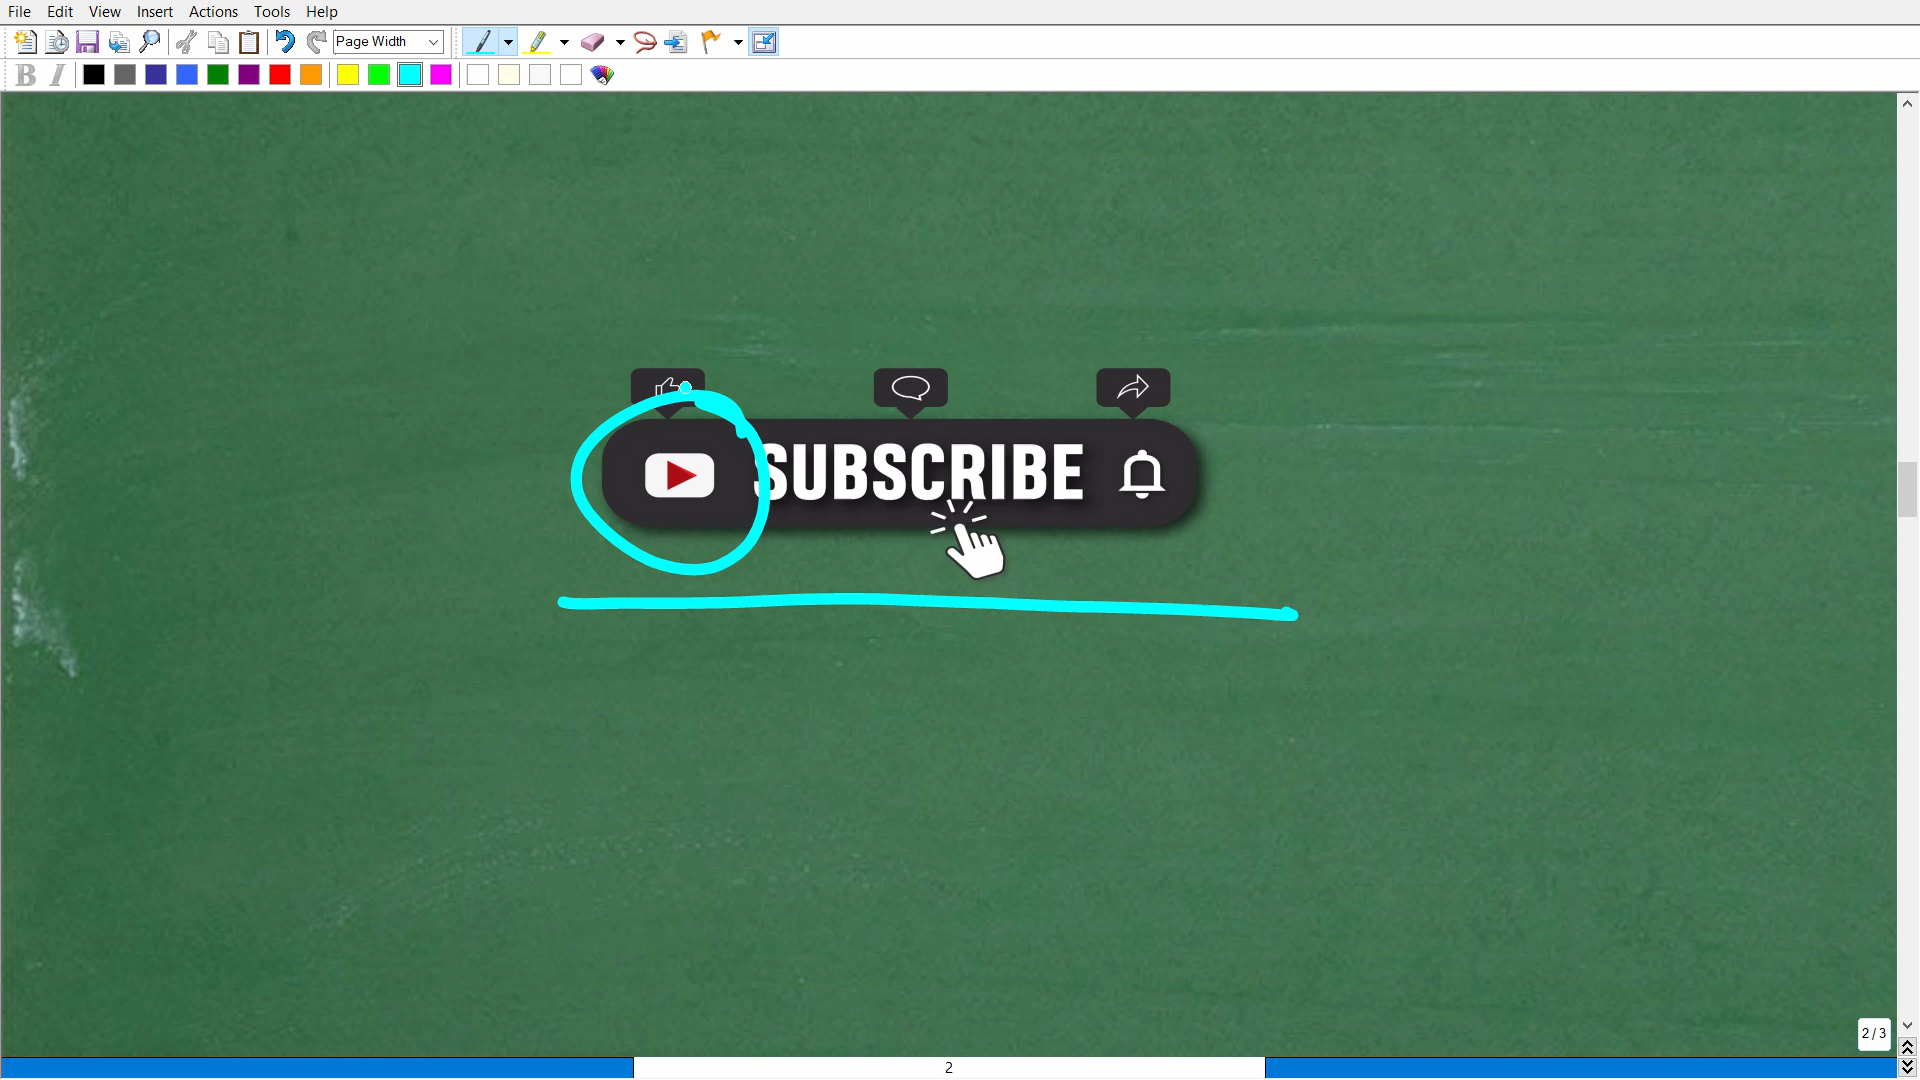 File Edit View Insert Actions Tools Help
Page Width
B I
SUBSCRIBE
2 / 3
2